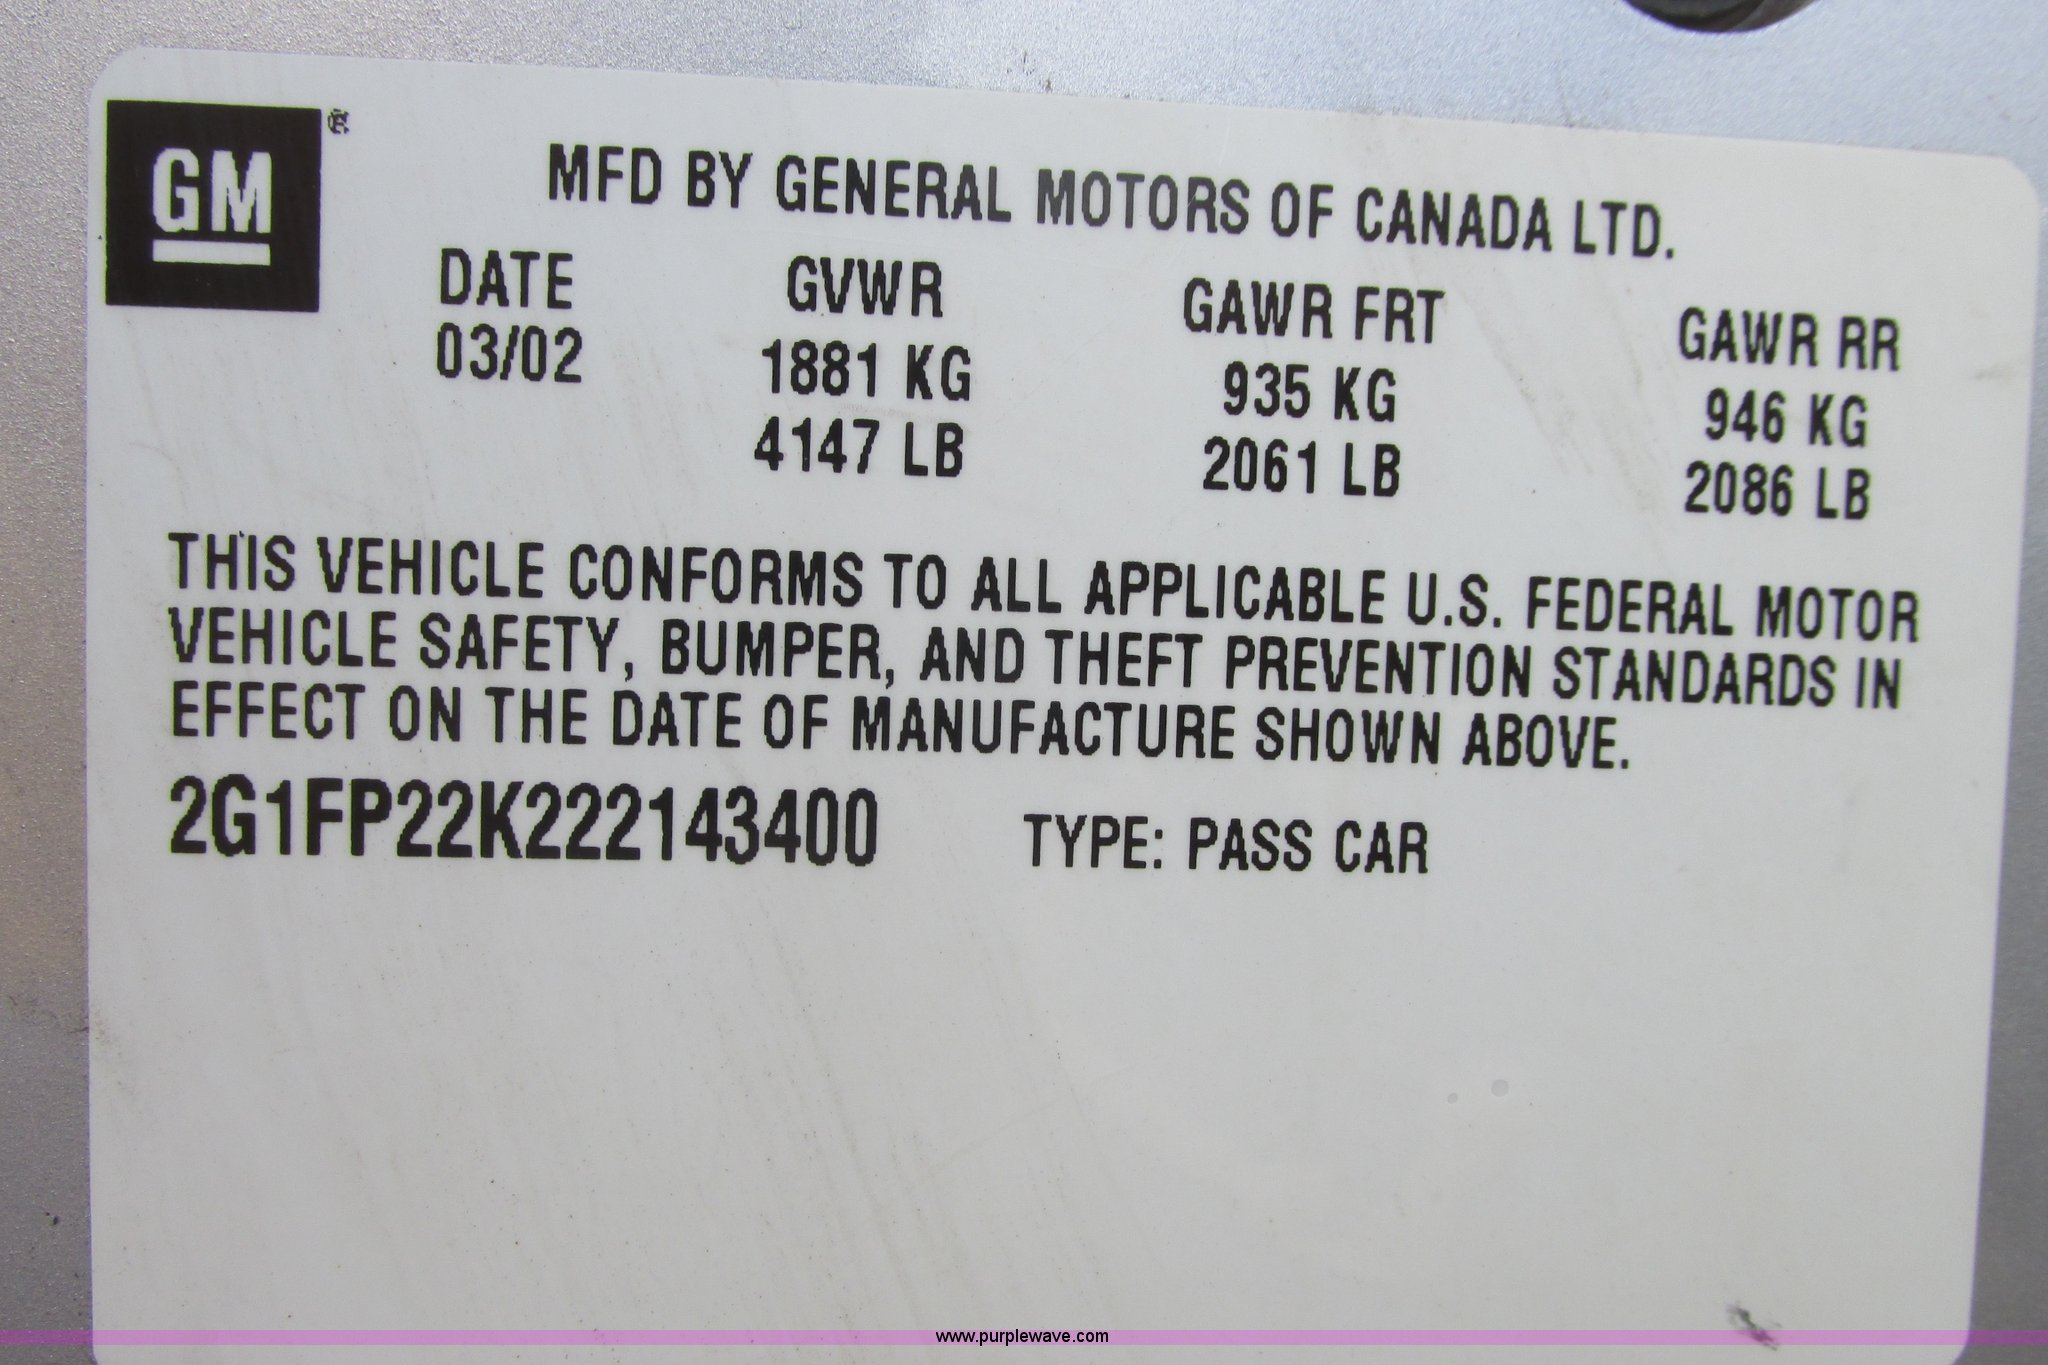 GM ®
MFD BY GENERAL MOTORS OF CANADA LTD.
DATE GVWR GAWR FRT GAWR RR
03/02 1881 KG 935 KG 946 KG
4147 LB 2061 LB 2086 LB
THIS VEHICLE CONFORMS TO ALL APPLICABLE U.S. FEDERAL MOTOR
VEHICLE SAFETY, BUMPER, AND THEFT PREVENTION STANDARDS IN
EFFECT ON THE DATE OF MANUFACTURE SHOWN ABOVE.
2G1FP22K222143400 TYPE: PASS CAR
www.purplewave.com